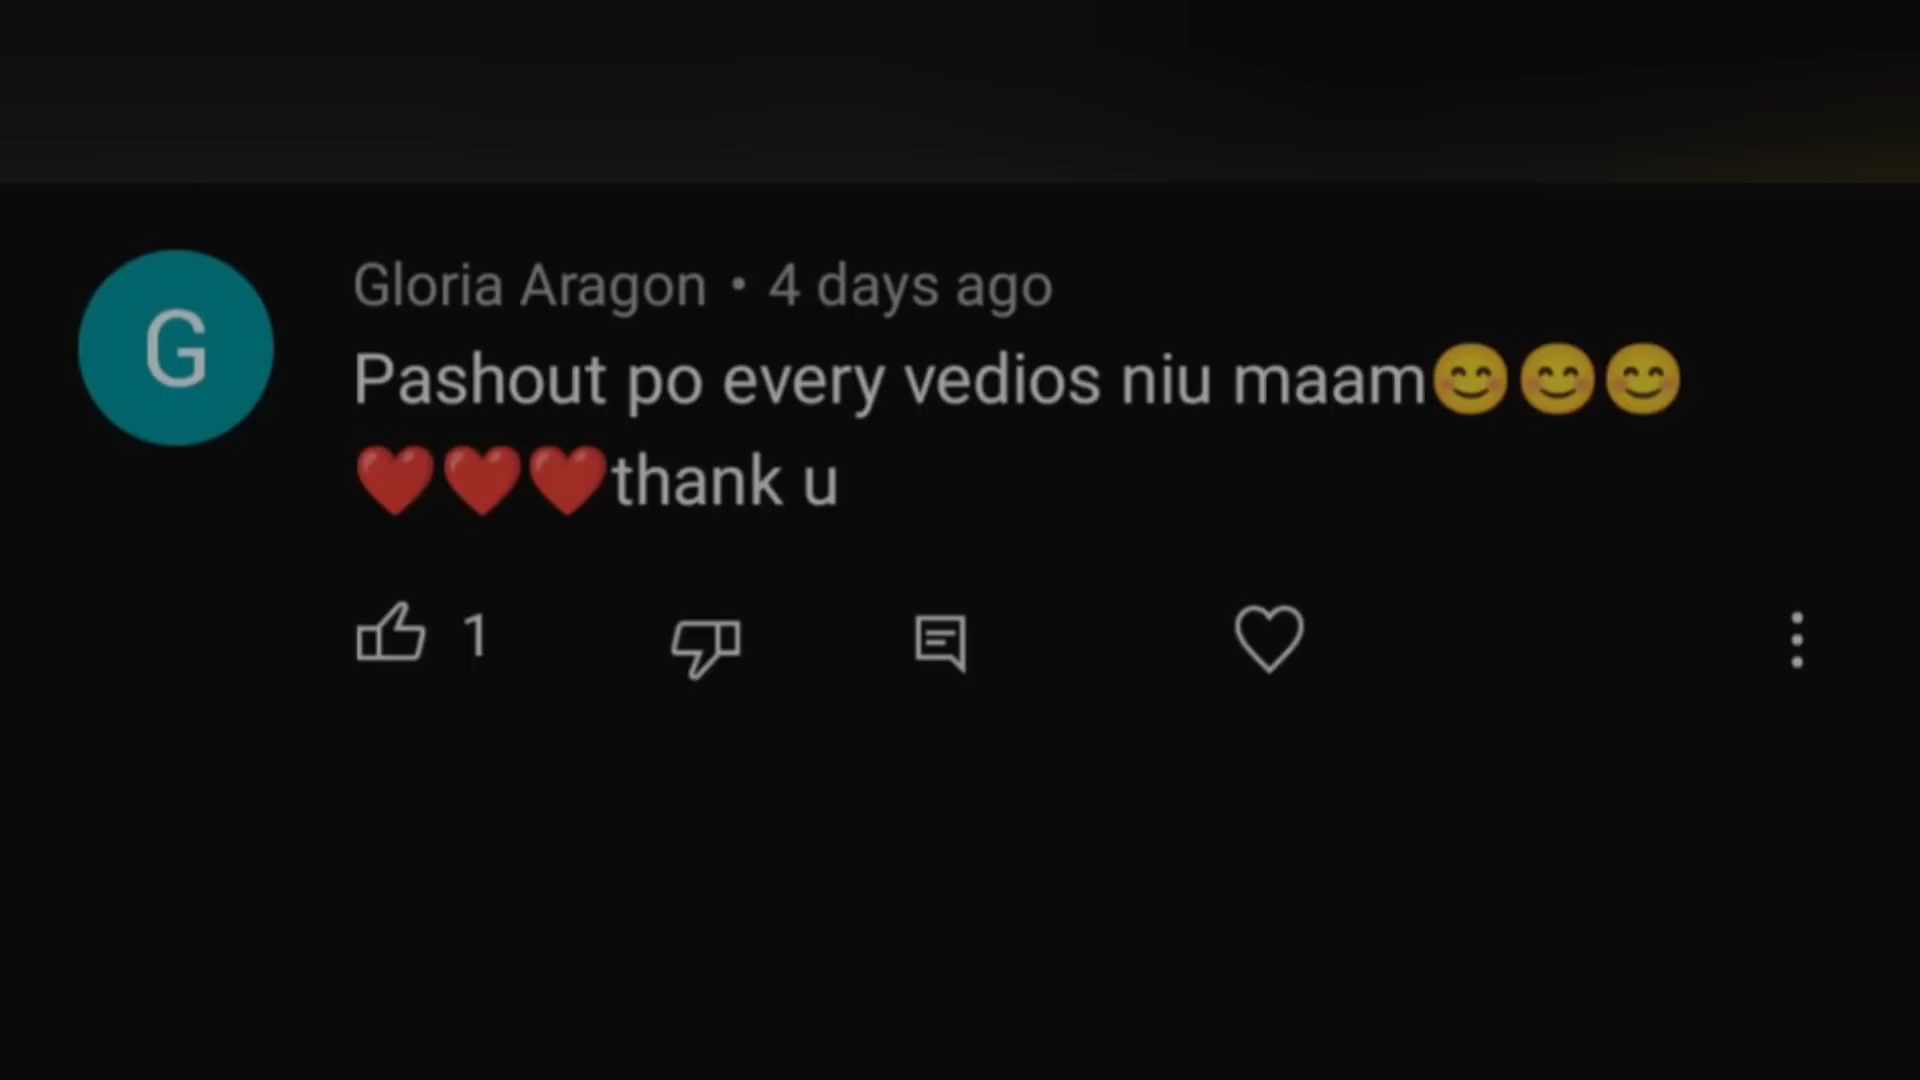 G
Gloria Aragon • 4 days ago
Pashout po every vedios niu maam😊😊😊
❤️❤️❤️thank u
1